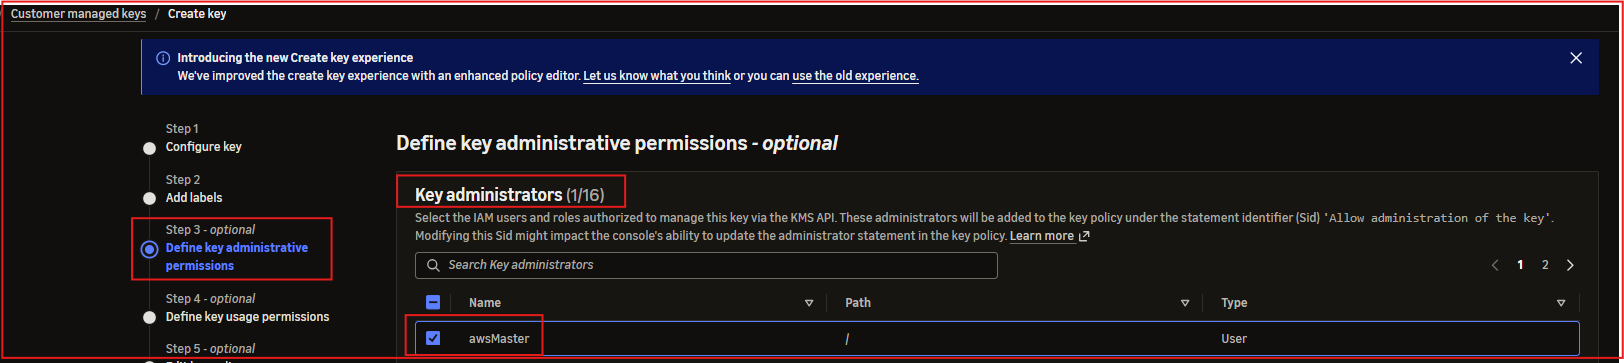 Customer managed keys / Create key
Introducing the new Create key experience
We've improved the create key experience with an enhanced policy editor. Let us know what you think or you can use the old experience.
Step 1
Configure key
Step 2
Add labels
Step 3 - optional
Define key administrative
permissions
Step 4 - optional
Define key usage permissions
Step 5 - optional
Define key administrative permissions - optional
Key administrators (1/16)
Select the IAM users and roles authorized to manage this key via the KMS API. These administrators will be added to the key policy under the statement identifier (Sid) 'Allow administration of the key'.
Modifying this Sid might impact the console's ability to update the administrator statement in the key policy. Learn more
Search Key administrators
1 2
Name Path Type
awsMaster / User